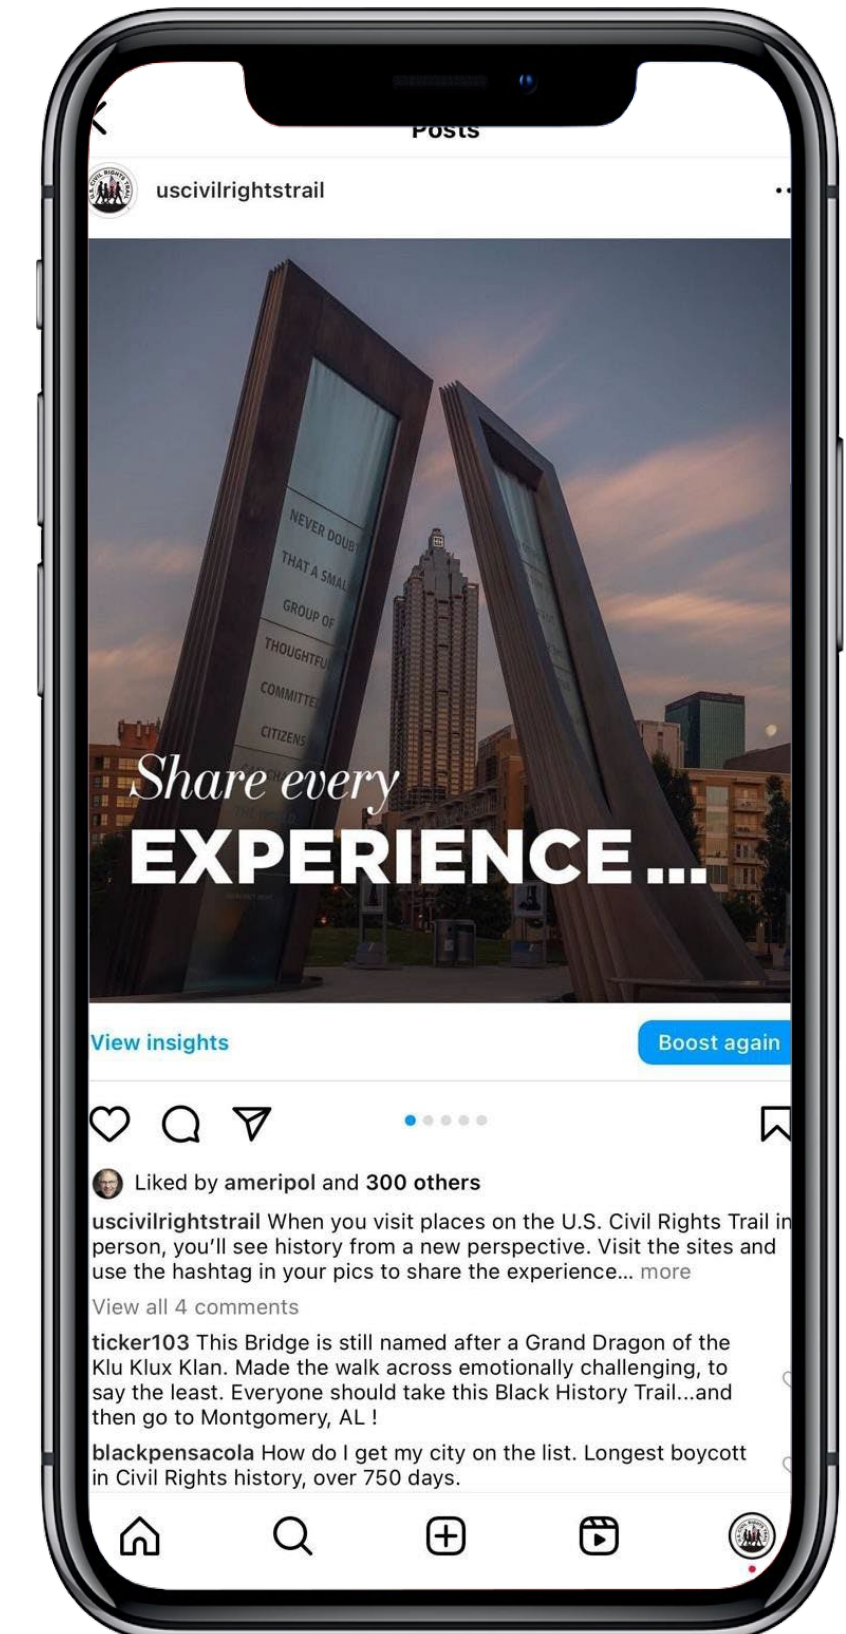 Posts
U.S. CIVIL RIGHTS TRAIL
uscivilrightstrail
NEVER DOUB
THAT A SMAL
GROUP OF
THOUGHTFU
COMMITTE
CITIZENS
Share every
EXPERIENCE...
View insights
Boost again
Liked by ameripol and 300 others
uscivilrightstrail When you visit places on the U.S. Civil Rights Trail in
person, you'll see history from a new perspective. Visit the sites and
use the hashtag in your pics to share the experience... more
View all 4 comments
ticker103 This Bridge is still named after a Grand Dragon of the
Klu Klux Klan. Made the walk across emotionally challenging, to
say the least. Everyone should take this Black History Trail...and
then go to Montgomery, AL !
blackpensacola How do I get my city on the list. Longest boycott
in Civil Rights history, over 750 days.